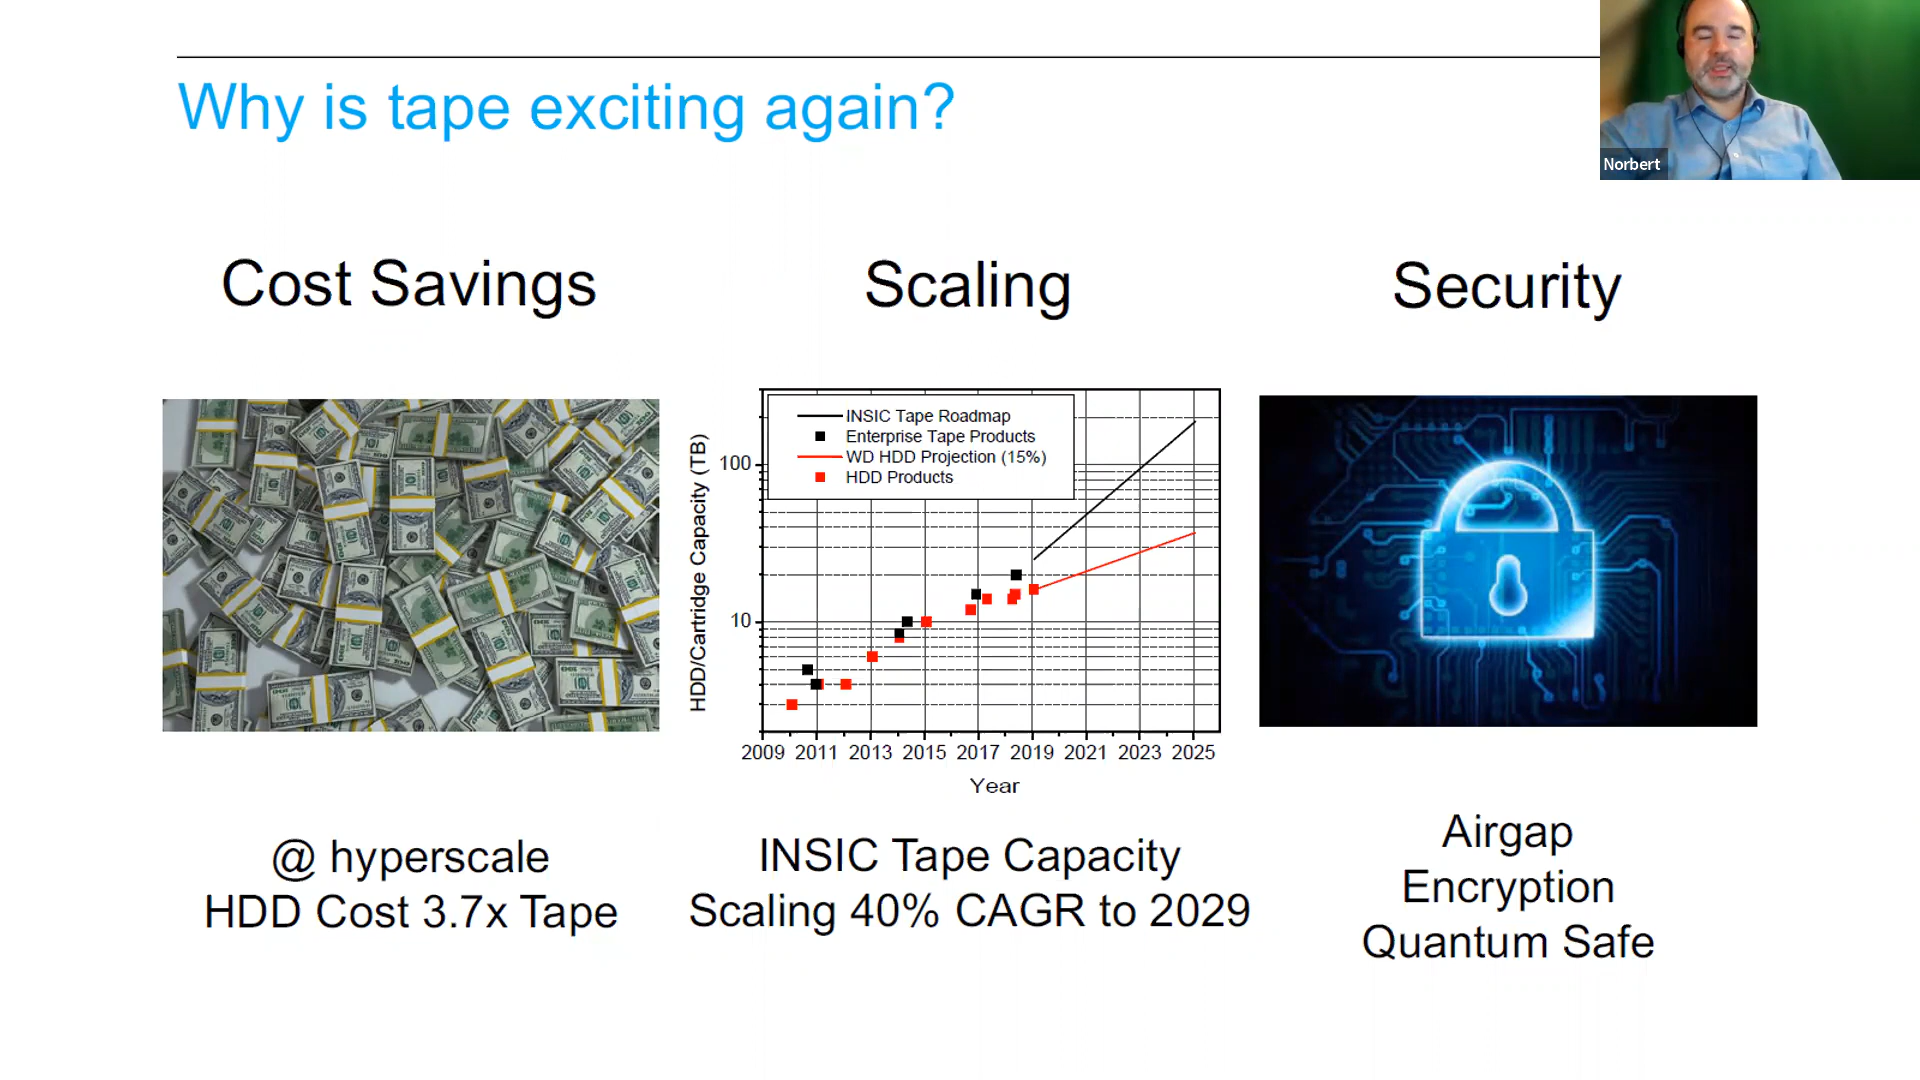 Why is tape exciting again?
Norbert
Cost Savings
Scaling
Security
INSIC Tape Roadmap
Enterprise Tape Products
WD HDD Projection (15%)
HDD Products
HDD/Cartridge Capacity (TB)
100
10
2009 2011 2013 2015 2017 2019 2021 2023 2025
Year
@ hyperscale
HDD Cost 3.7x Tape
INSIC Tape Capacity
Scaling 40% CAGR to 2029
Airgap
Encryption
Quantum Safe